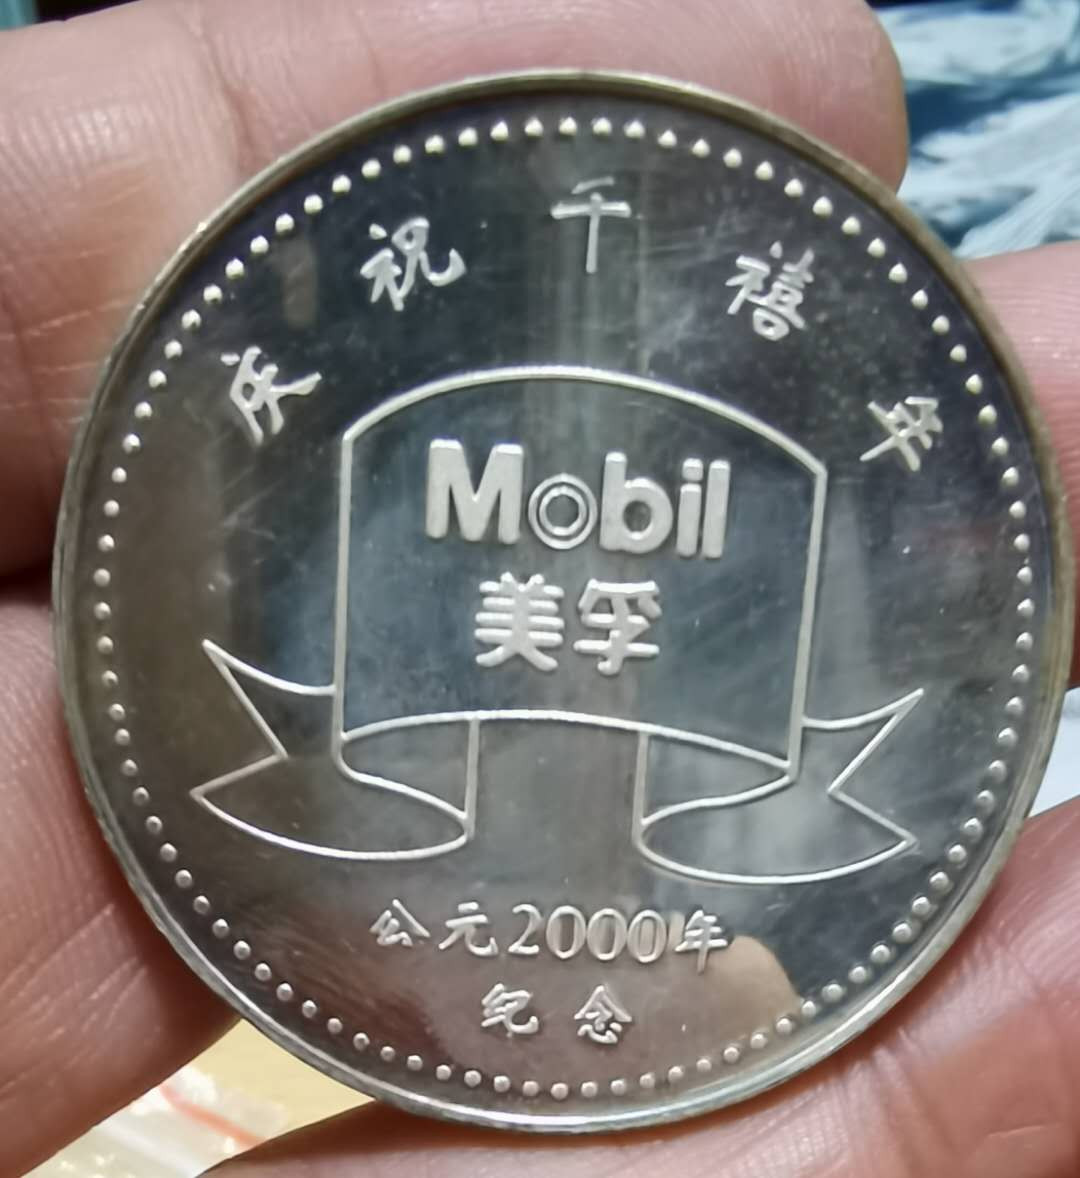 庆祝千禧年
Mobil
美孚
公元2000年
纪念